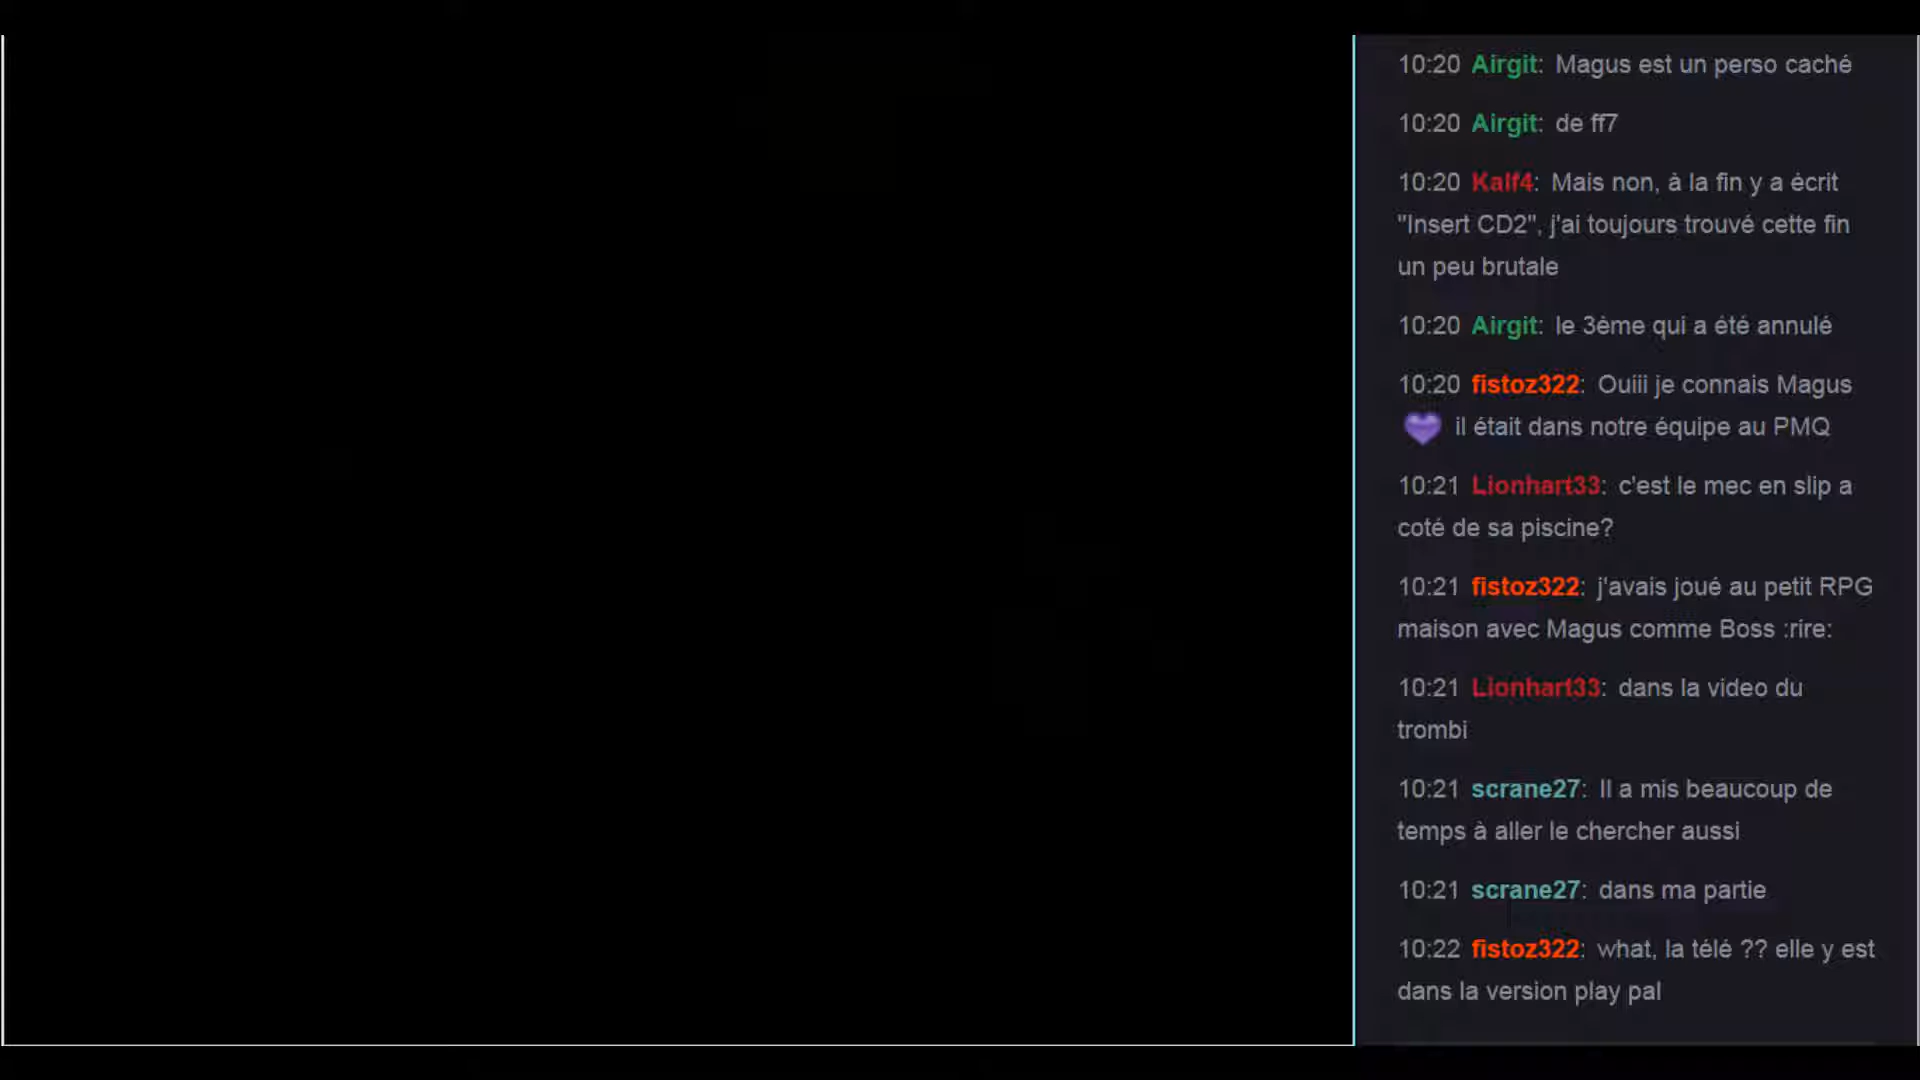 10:20 Airgit: Magus est un perso caché
10:20 Airgit: de ff7
10:20 Kalf4: Mais non, à la fin y a écrit
"Insert CD2", j'ai toujours trouvé cette fin
un peu brutale
10:20 Airgit: le 3ème qui a été annulé
10:20 fistoz322: Ouiii je connais Magus
il était dans notre équipe au PMQ
10:21 Lionhart33: c'est le mec en slip a
coté de sa piscine?
10:21 fistoz322: j'avais joué au petit RPG
maison avec Magus comme Boss :rire:
10:21 Lionhart33: dans la video du
trombi
10:21 scrane27: Il a mis beaucoup de
temps à aller le chercher aussi
10:21 scrane27: dans ma partie
10:22 fistoz322: what, la télé ?? elle y est
dans la version play pal